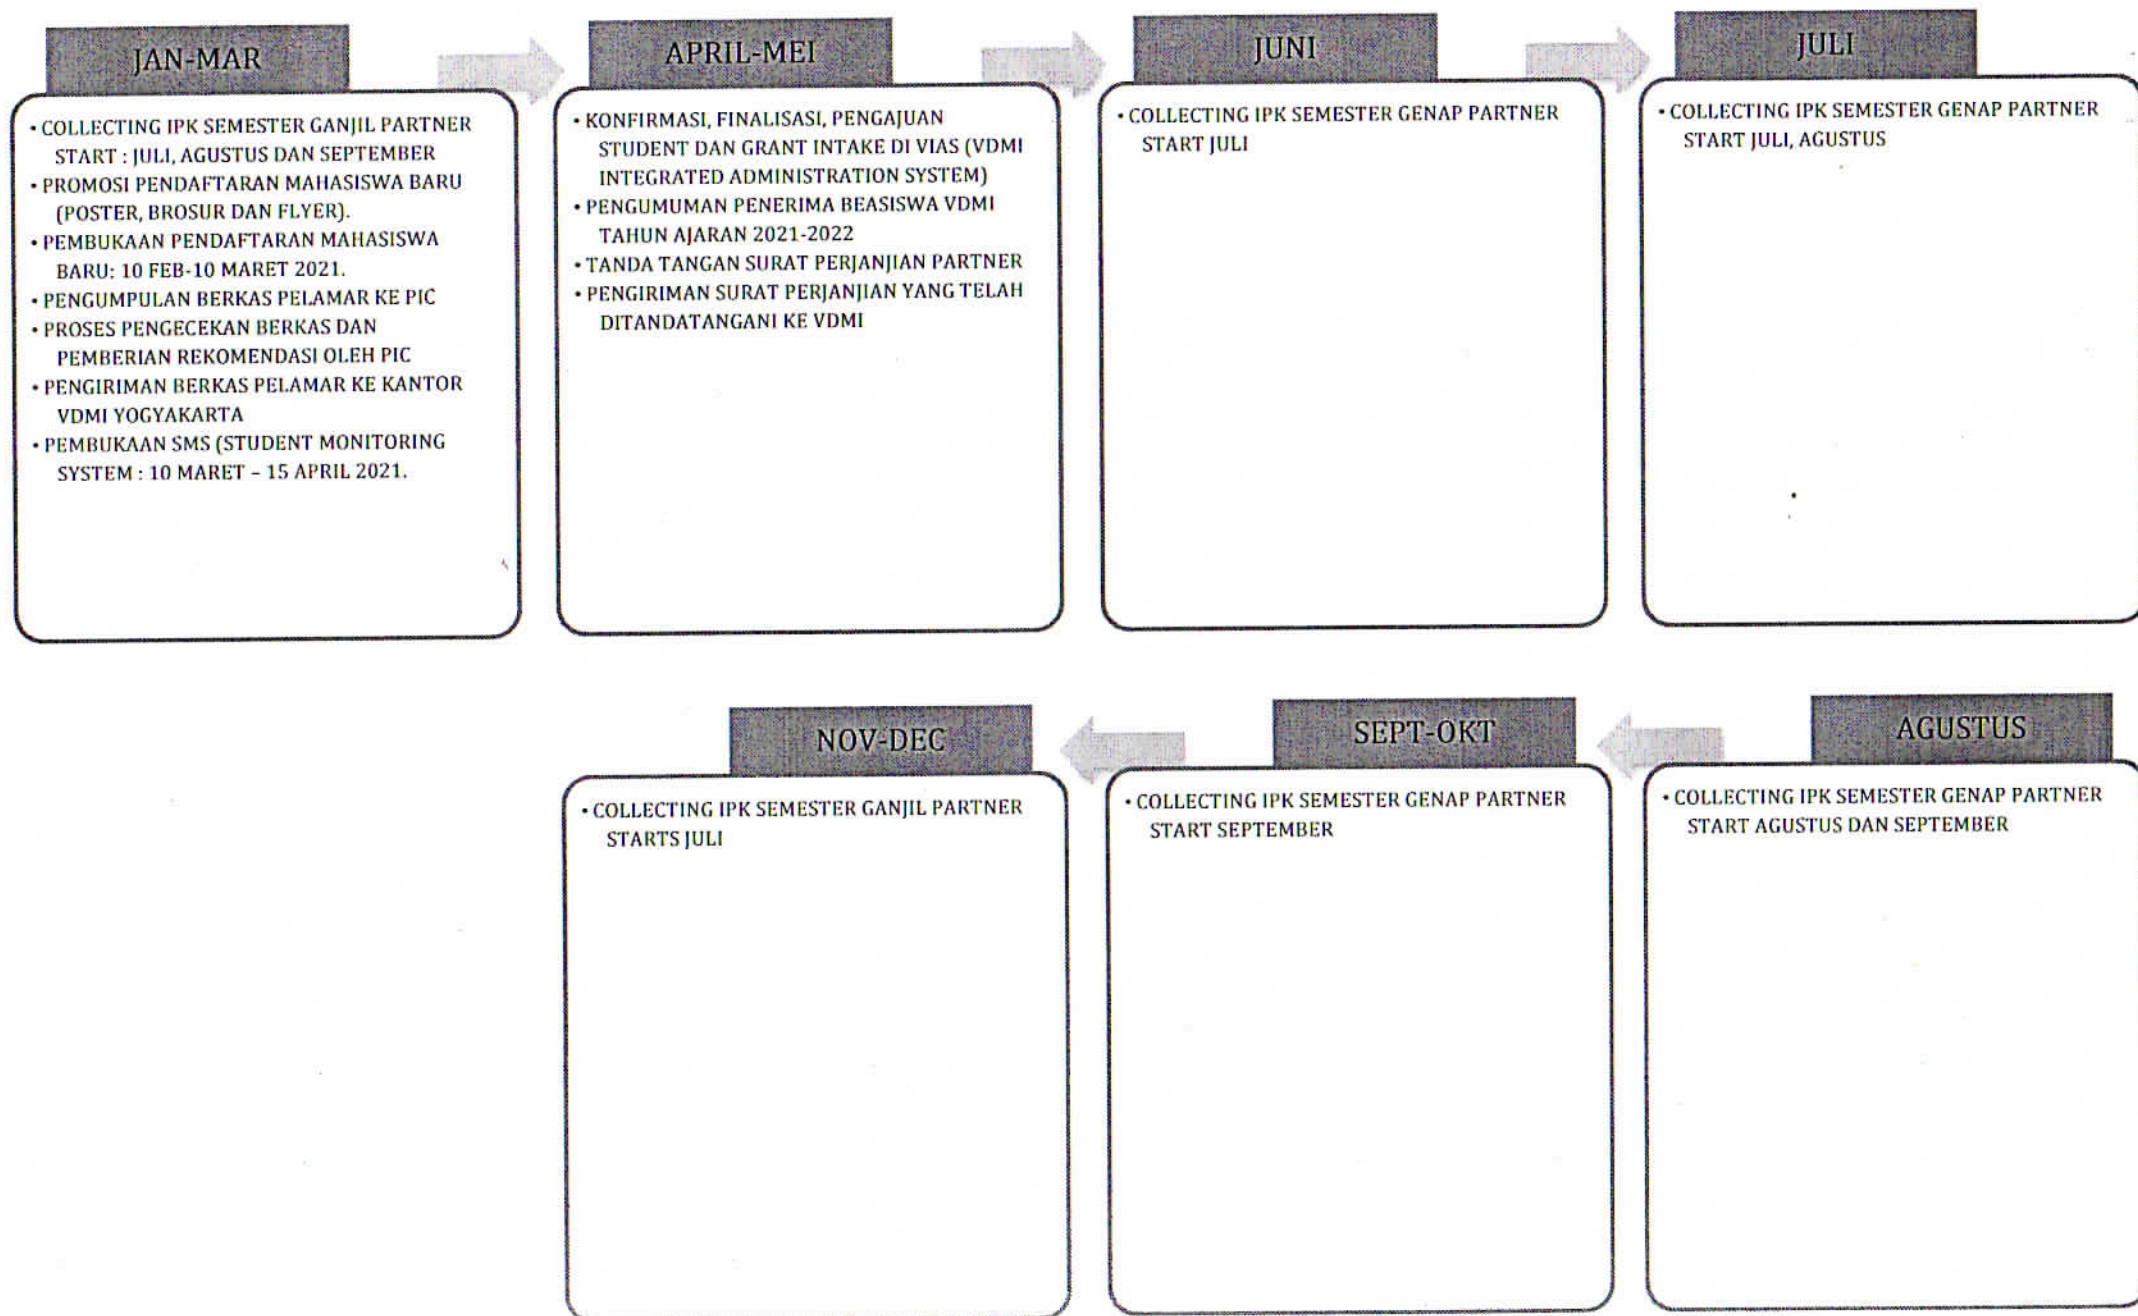 JAN-MAR
• COLLECTING IPK SEMESTER GANJIL PARTNER
START : JULI, AGUSTUS DAN SEPTEMBER
• PROMOSI PENDAFTARAN MAHASISWA BARU
(POSTER, BROSUR DAN FLYER).
• PEMBUKAAN PENDAFTARAN MAHASISWA
BARU: 10 FEB-10 MARET 2021.
• PENGUMPULAN BERKAS PELAMAR KE PIC
• PROSES PENGECEKAN BERKAS DAN
PEMBERIAN REKOMENDASI OLEH PIC
• PENGIRIMAN BERKAS PELAMAR KE KANTOR
VDMI YOGYAKARTA
• PEMBUKAAN SMS (STUDENT MONITORING
SYSTEM : 10 MARET – 15 APRIL 2021.
APRIL-MEI
• KONFIRMASI, FINALISASI, PENGAJUAN
STUDENT DAN GRANT INTAKE DI VIAS (VDMI
INTEGRATED ADMINISTRATION SYSTEM)
• PENGUMUMAN PENERIMA BEASISWA VDMI
TAHUN AJARAN 2021-2022
• TANDA TANGAN SURAT PERJANJIAN PARTNER
• PENGIRIMAN SURAT PERJANJIAN YANG TELAH
DITANDATANGANI KE VDMI
JUNI
• COLLECTING IPK SEMESTER GENAP PARTNER
START JULI
JULI
• COLLECTING IPK SEMESTER GENAP PARTNER
START JULI, AGUSTUS
AGUSTUS
• COLLECTING IPK SEMESTER GENAP PARTNER
START AGUSTUS DAN SEPTEMBER
SEPT-OKT
• COLLECTING IPK SEMESTER GENAP PARTNER
START SEPTEMBER
NOV-DEC
• COLLECTING IPK SEMESTER GANJIL PARTNER
STARTS JULI